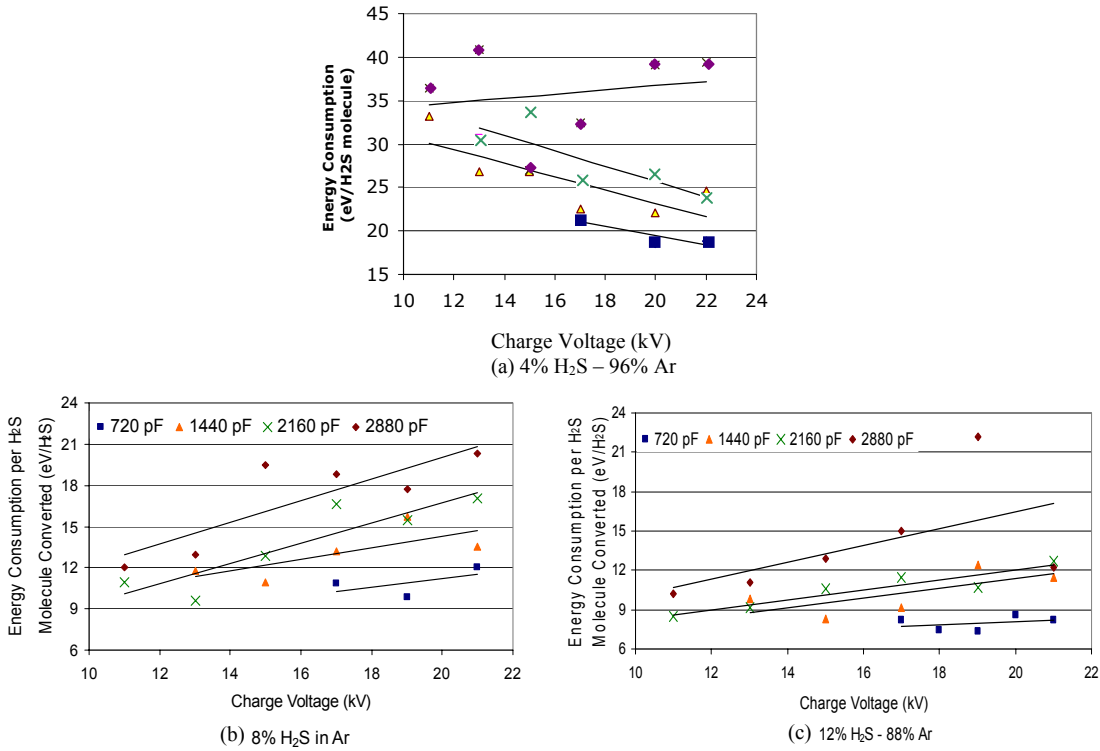 Energy Consumption
(eV/H2S molecule)
45
40
35
30
25
20
15
10 12 14 16 18 20 22 24
Charge Voltage (kV)
(a) 4% H₂S – 96% Ar
Energy Consumption per H₂S
Molecule Converted (eV/H₂S)
24
21
18
15
12
9
6
720 pF 1440 pF 2160 pF 2880 pF
10 12 14 16 18 20 22
Charge Voltage (kV)
(b) 8% H₂S in Ar
Energy Consumption per H₂S
Molecule Converted (eV/H₂S)
24
21
18
15
12
9
6
720 pF 1440 pF 2160 pF 2880 pF
10 12 14 16 18 20 22
Charge Voltage (kV)
(c) 12% H₂S - 88% Ar